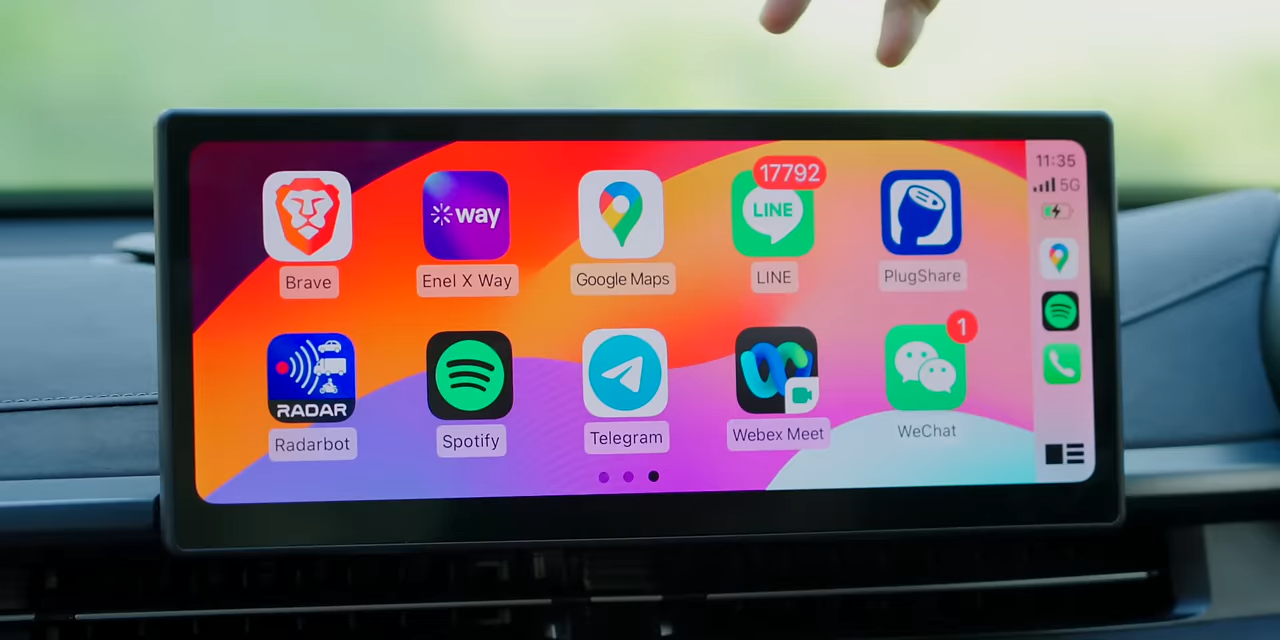 17792
LINE
way
Brave
Enel X Way
Google Maps
LINE
PlugShare
11:35
5G
1
RADAR
Radarbot
Spotify
Telegram
Webex Meet
WeChat